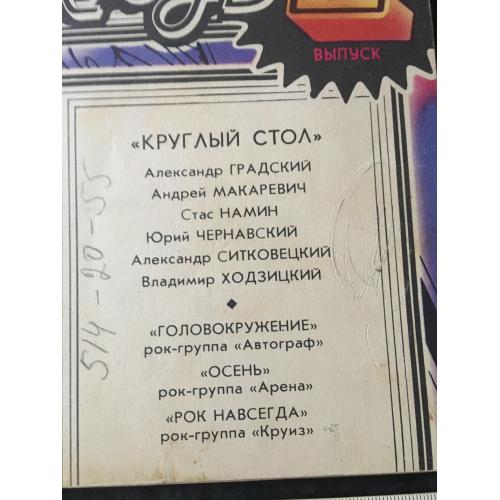 ВЫПУСК
«КРУГЛЫЙ СТОЛ»
Александр ГРАДСКИЙ
Андрей МАКАРЕВИЧ
Стас НАМИН
Юрий ЧЕРНАВСКИЙ
Александр СИТКОВЕЦКИЙ
Владимир ХОДЗИЦКИЙ
«ГОЛОВОКРУЖЕНИЕ»
рок-группа «Автограф»
«ОСЕНЬ»
рок-группа «Арена»
«РОК НАВСЕГДА»
рок-группа «Круиз»
514-20-55